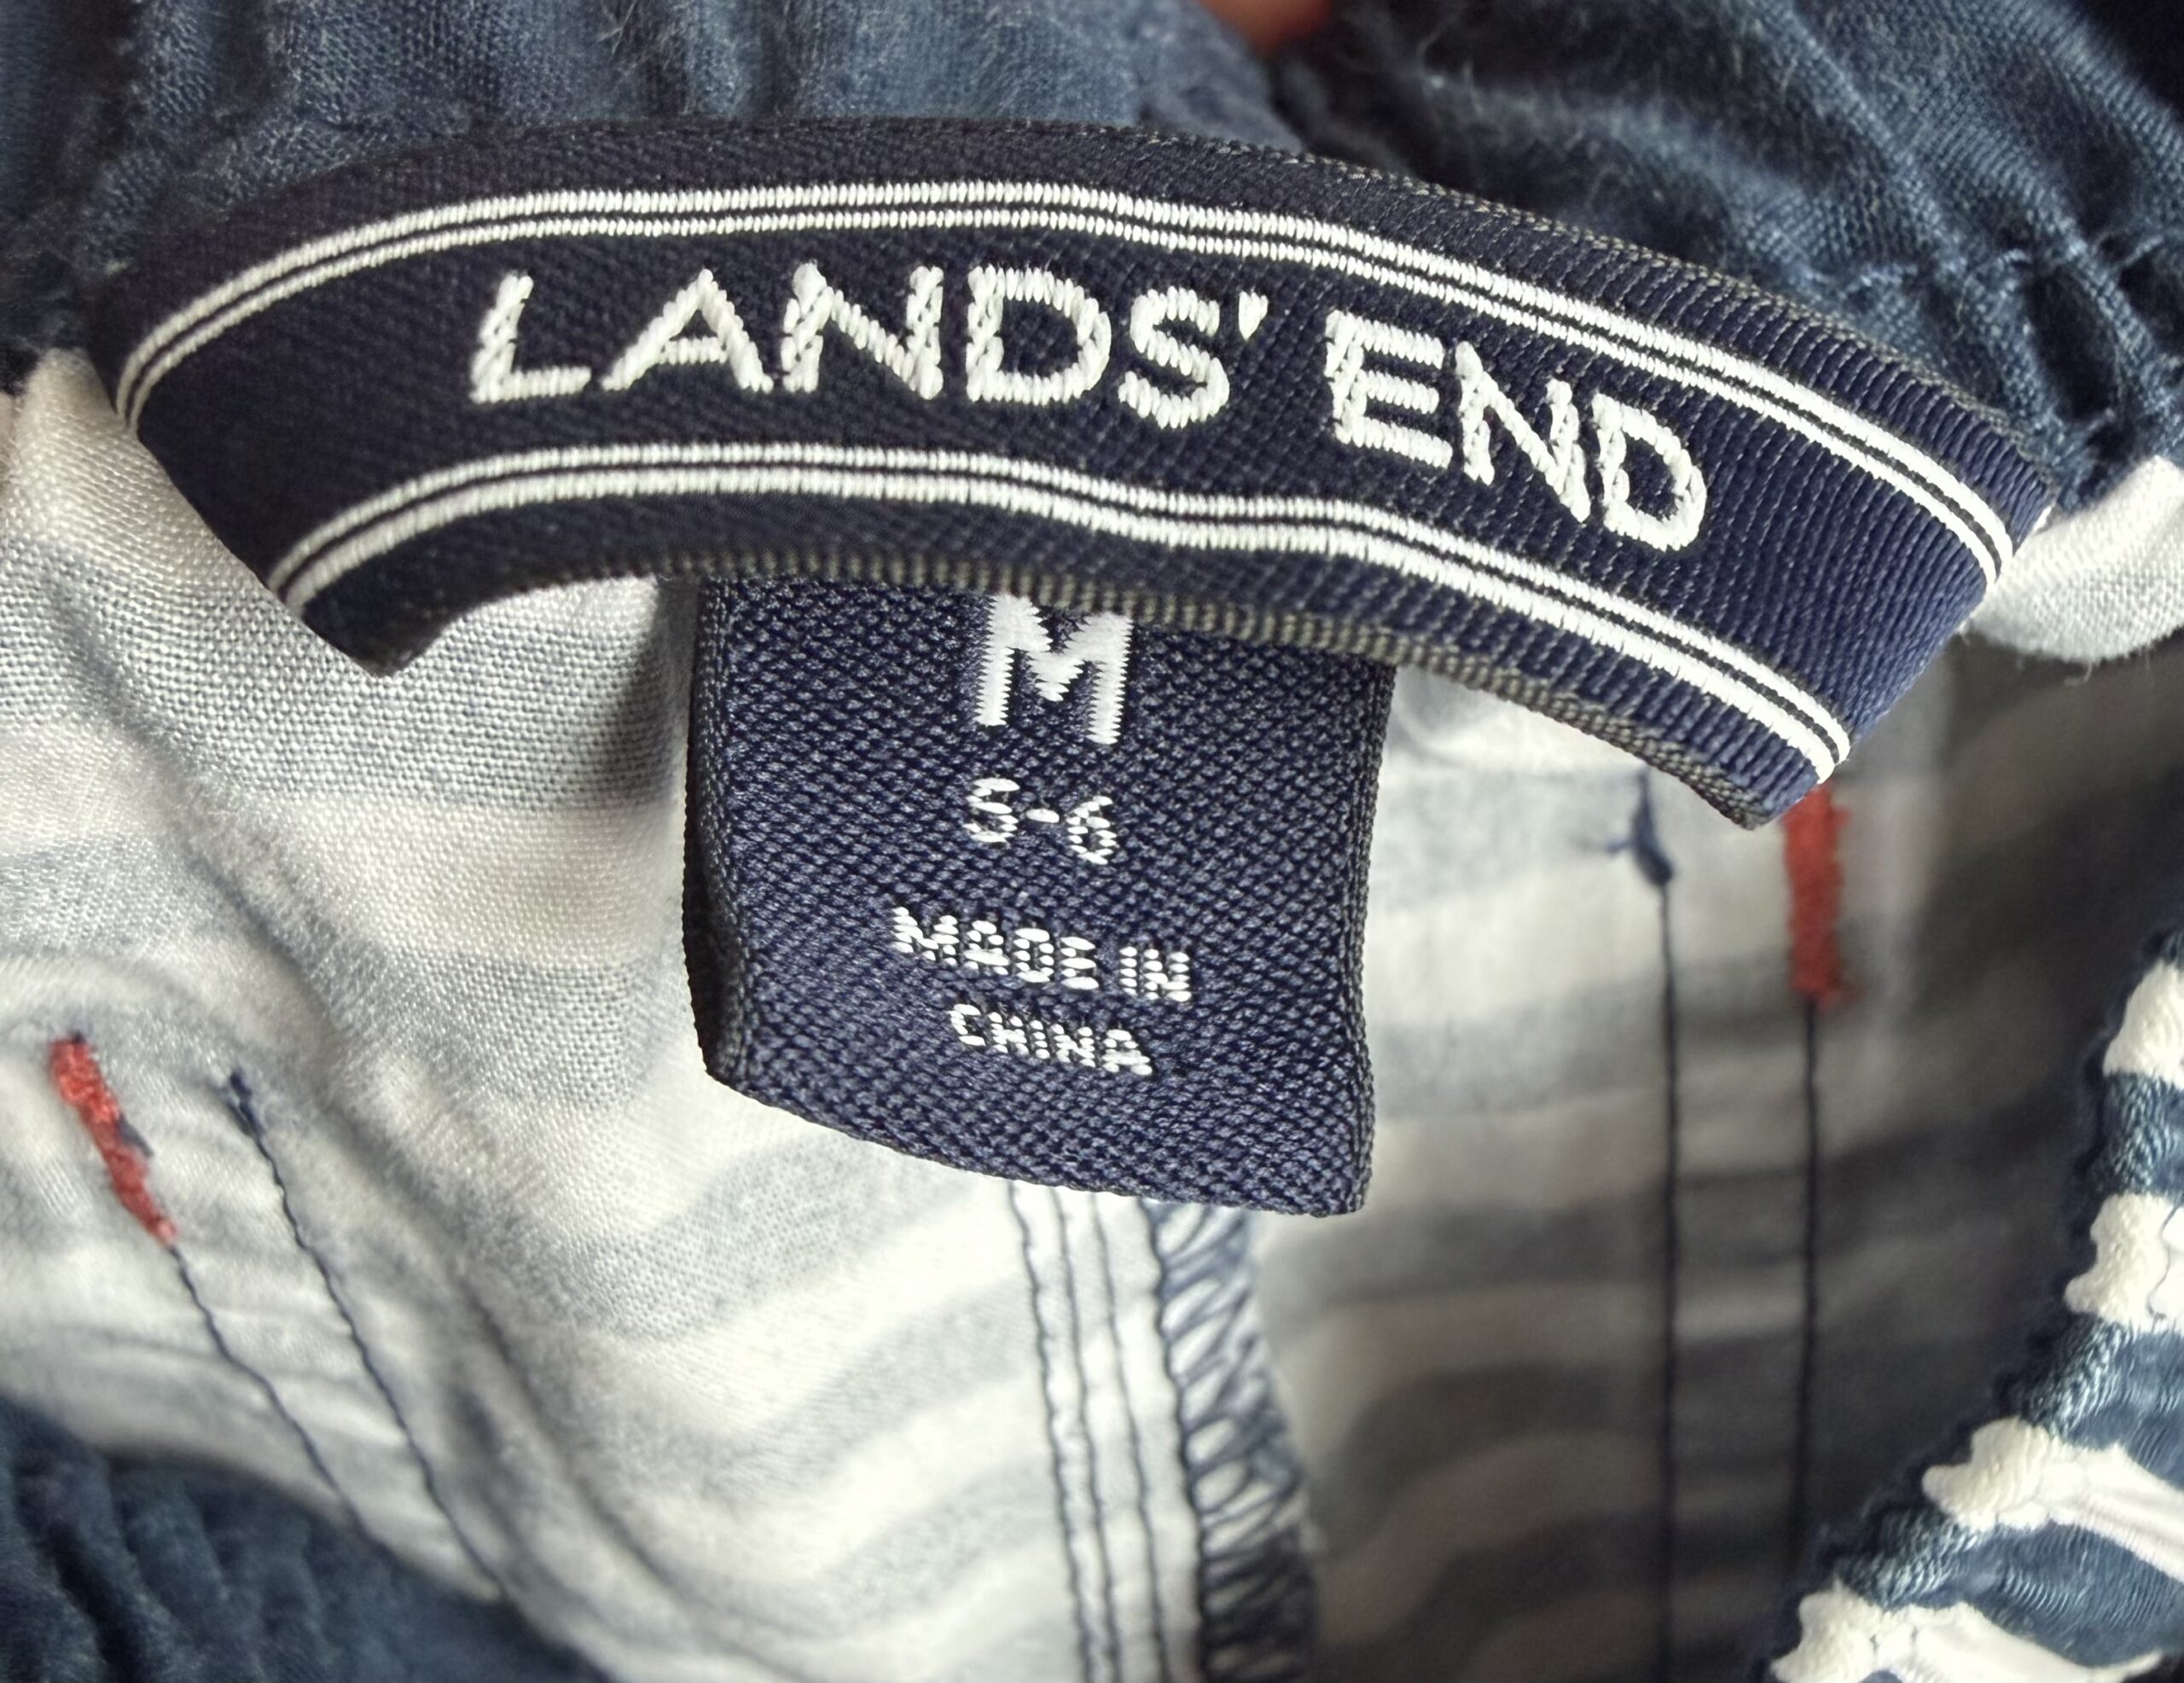 LANDS' END
M
5-6
MADE IN
CHINA